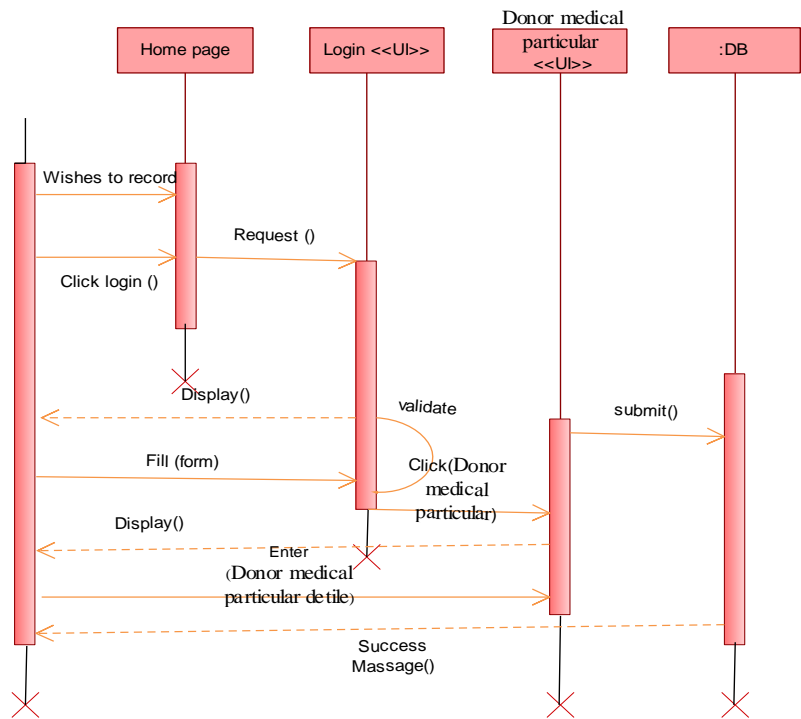 Home page
Login <<UI>>
Donor medical
particular
<<UI>>
:DB
Wishes to record
Request ()
Click login ()
Display()
validate
submit()
Fill (form)
Click(Donor
medical
particular)
Display()
Enter
(Donor medical
particular detile)
Success
Massage()